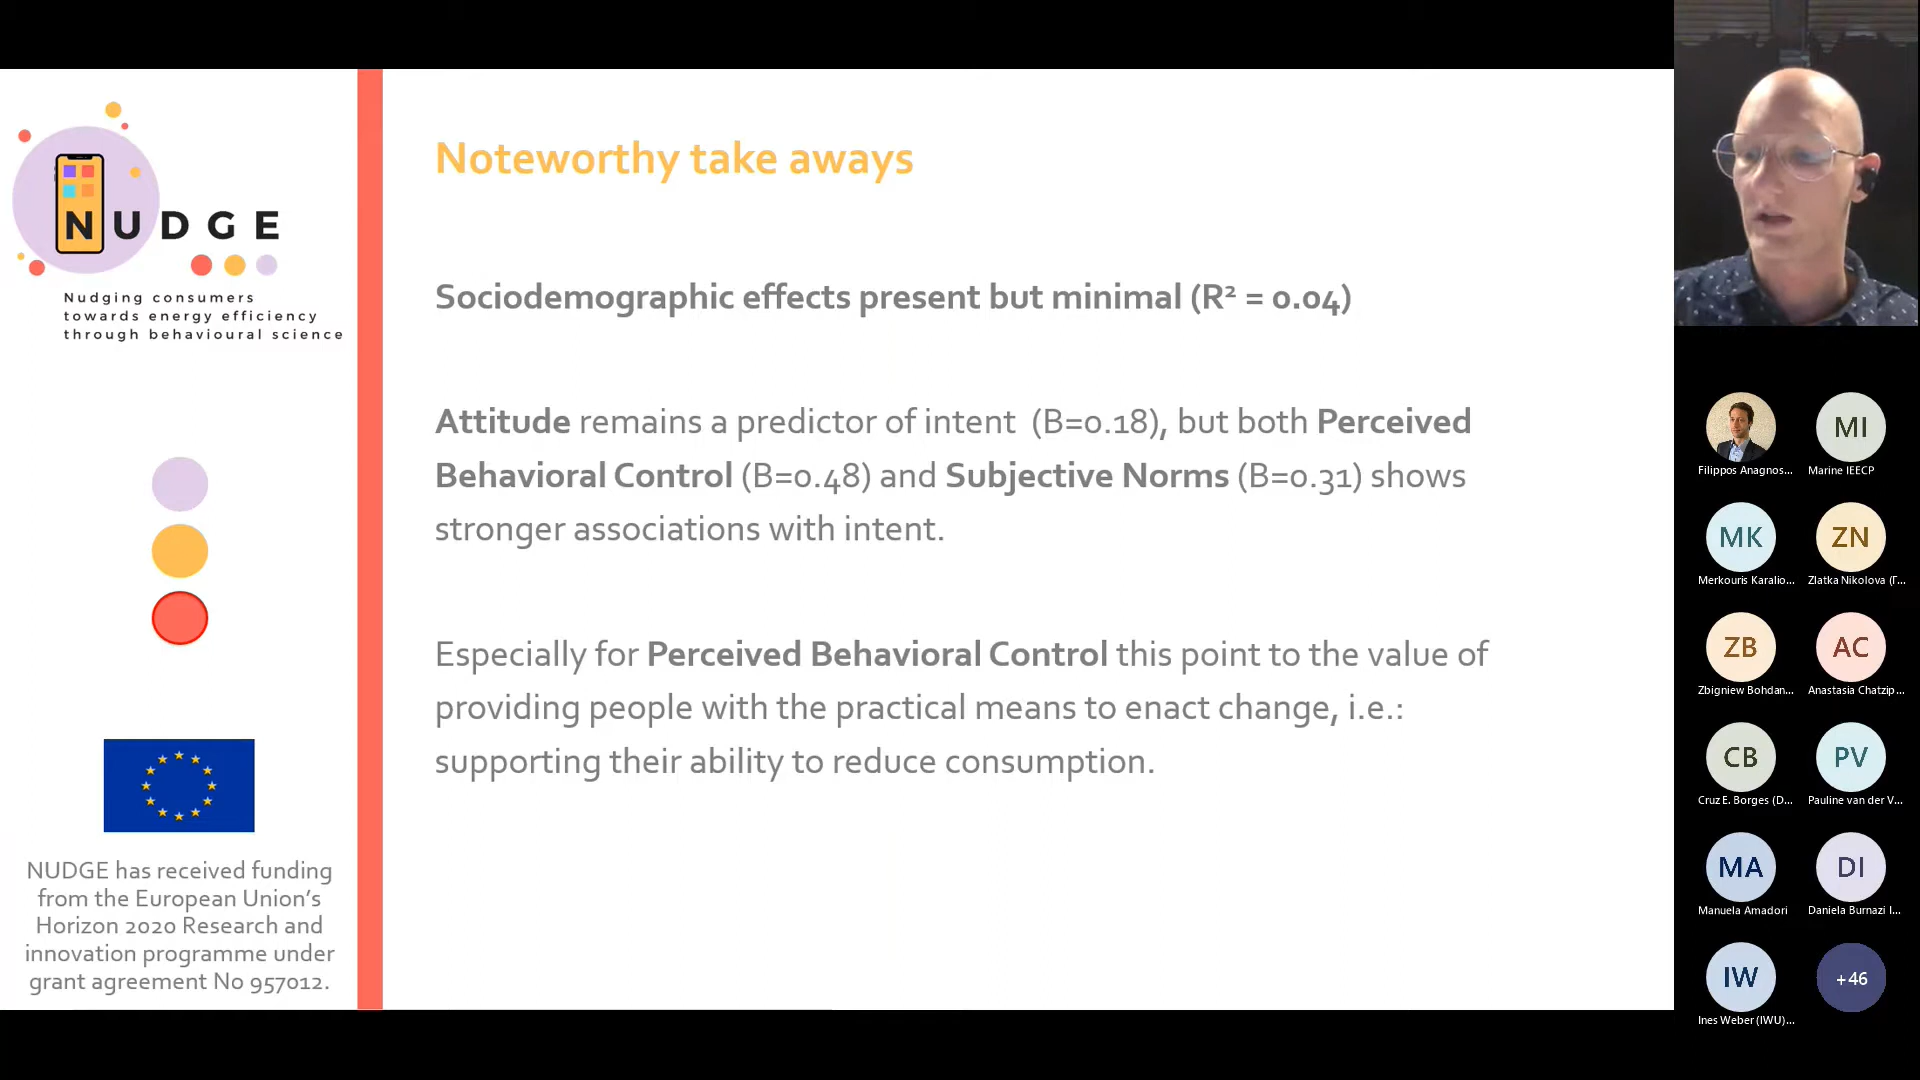 NUDGE
Nudging consumers
towards energy efficiency
through behavioural science
NUDGE has received funding
from the European Union's
Horizon 2020 Research and
innovation programme under
grant agreement No 957012.
Noteworthy take aways
Sociodemographic effects present but minimal (R² = 0.04)
Attitude remains a predictor of intent (B=0.18), but both Perceived
Behavioral Control (B=0.48) and Subjective Norms (B=0.31) shows
stronger associations with intent.
Especially for Perceived Behavioral Control this point to the value of
providing people with the practical means to enact change, i.e.:
supporting their ability to reduce consumption.
MI
Filippos Anagnos...
Marine IEECP
MK
ZN
Merkouris Karalio...
Zlatka Nikolova (Г...
ZB
AC
Zbigniew Bohdan...
Anastasia Chatzip...
CB
PV
Cruz E. Borges (D...
Pauline van der V...
MA
DI
Manuela Amadori
Daniela Burnazi I...
IW
+46
Ines Weber (IWU)...